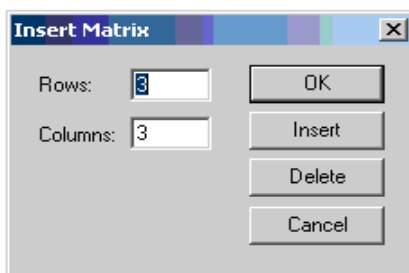 Insert Matrix
Rows: 3 OK
Columns: 3 Insert
Delete
Cancel